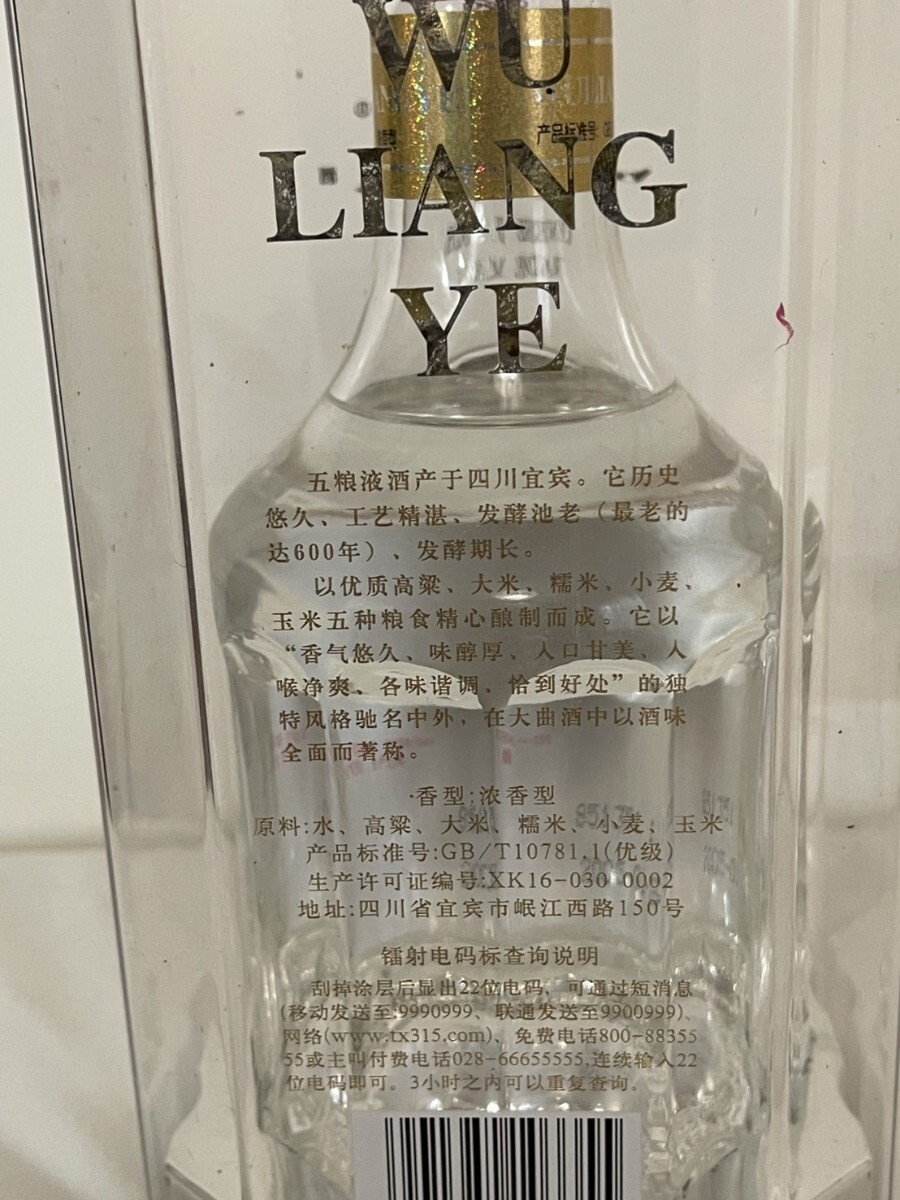 WU
产品标准号
LIANG
YE
五粮液酒产于四川宜宾。它历史
悠久、工艺精湛、发酵池老（最老的
达600年）、发酵期长。
以优质高粱、大米、糯米、小麦、
玉米五种粮食精心酿制而成。它以
“香气悠久、味醇厚、入口甘美、入
喉净爽、各味谐调、恰到好处”的独
特风格驰名中外，在大曲酒中以酒味
全面而著称。
·香型:浓香型
原料:水、高粱、大米、糯米、小麦、玉米
产品标准号:GB/T10781.1(优级)
生产许可证编号:XK16-030 0002
地址:四川省宜宾市岷江西路150号
镭射电码标查询说明
刮掉涂层后显出22位电码，可通过短消息
(移动发送至:9990999、联通发送至9900999)、
网络(www.tx315.com)、免费电话800-88355
55或主叫付费电话028-66655555,连续输入22
位电码即可。3小时之内可以重复查询。